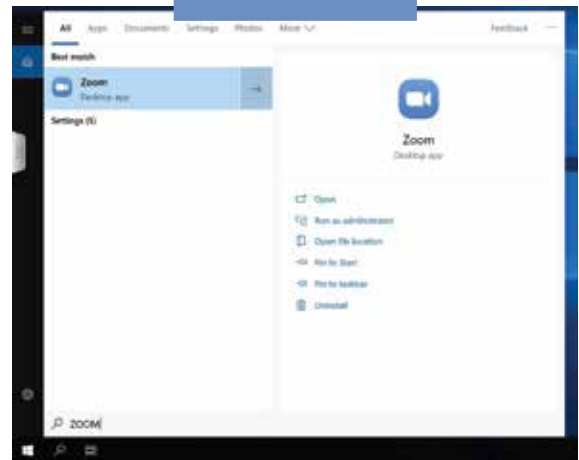 All Apps Documents Settings Photos More Feedback ...
Best match
Zoom
Desktop app
Settings (5)
Zoom
Desktop app
Open
Run as administrator
Open file location
Pin to Start
Pin to taskbar
Uninstall
ZOOM